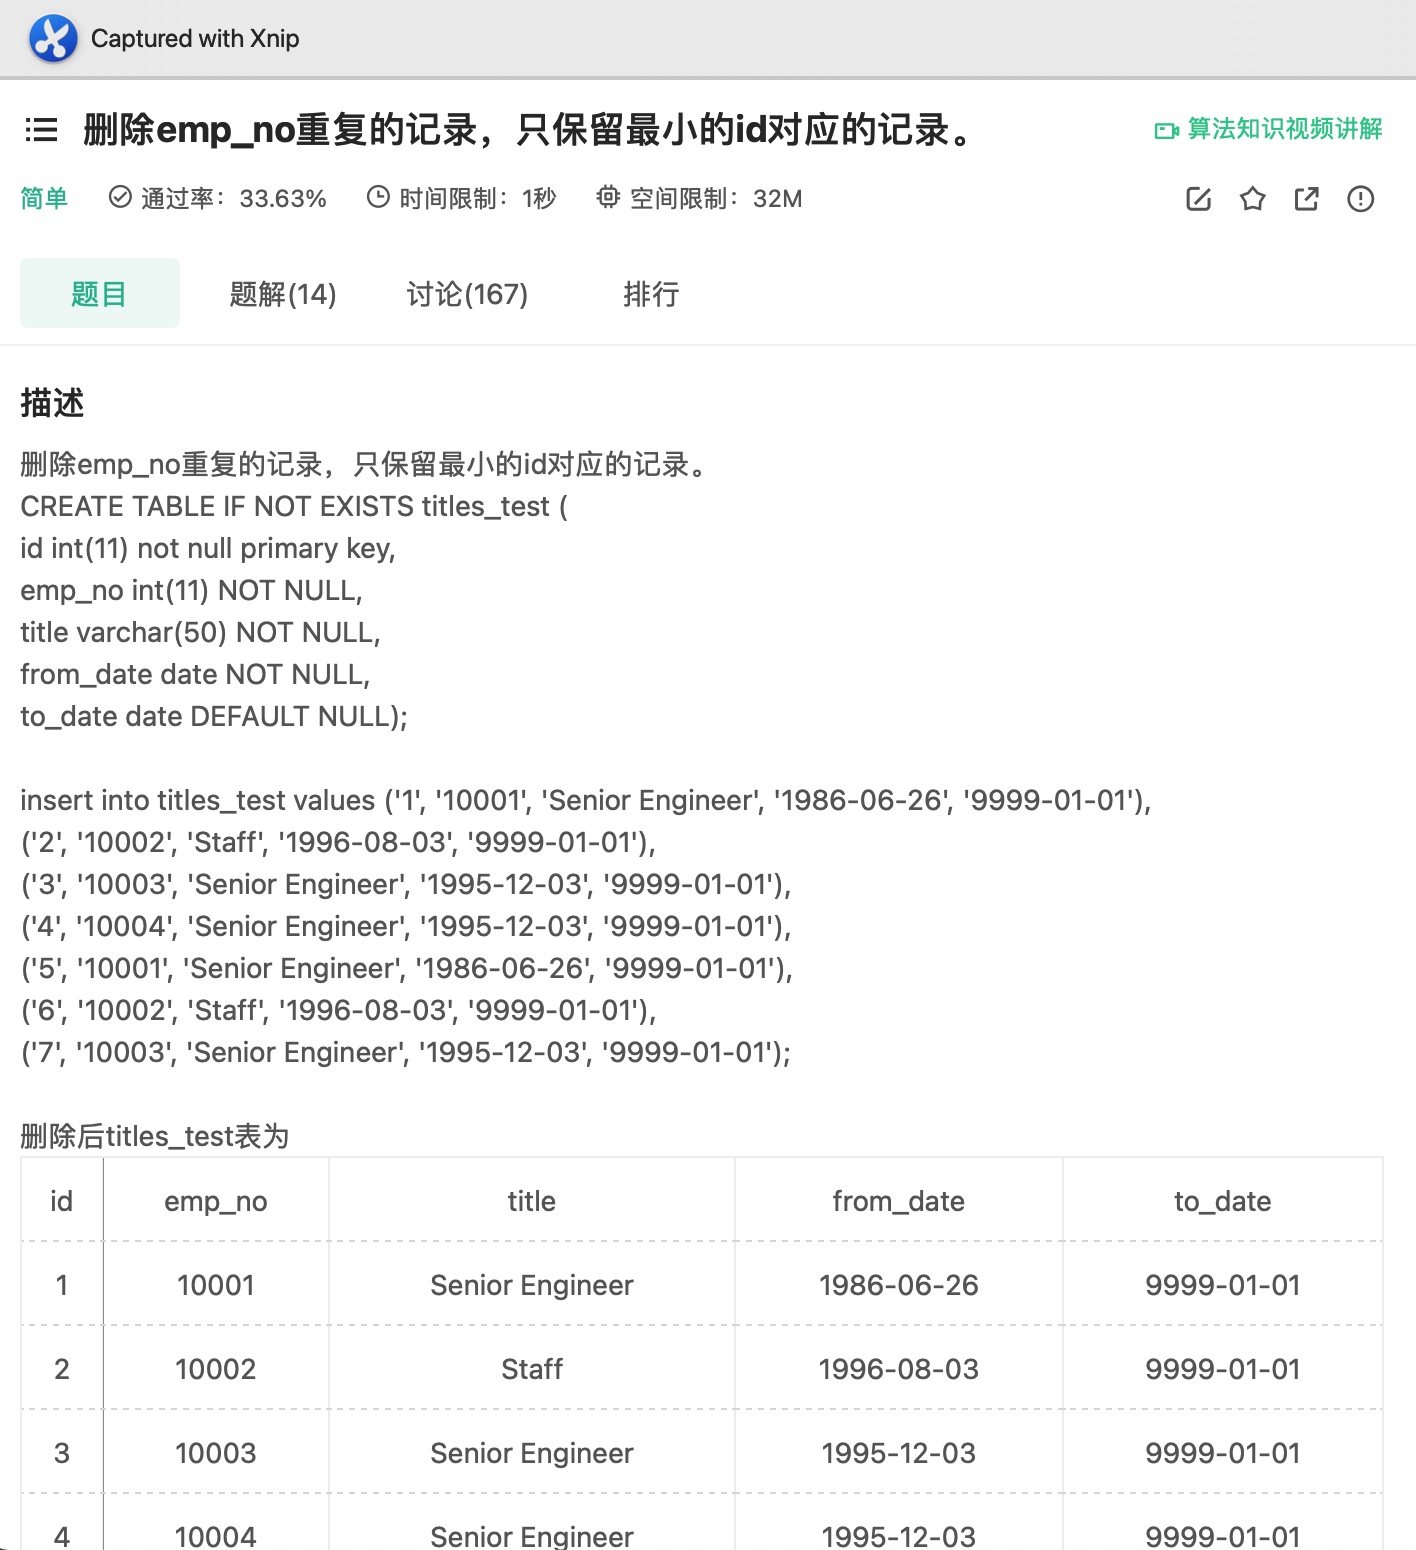 Captured with Xnip
删除emp_no重复的记录，只保留最小的id对应的记录。
算法知识视频讲解
简单 通过率：33.63% 时间限制：1秒 空间限制：32M
题目 题解(14) 讨论(167) 排行
描述
删除emp_no重复的记录，只保留最小的id对应的记录。
CREATE TABLE IF NOT EXISTS titles_test (
id int(11) not null primary key,
emp_no int(11) NOT NULL,
title varchar(50) NOT NULL,
from_date date NOT NULL,
to_date date DEFAULT NULL);
insert into titles_test values ('1', '10001', 'Senior Engineer', '1986-06-26', '9999-01-01'),
('2', '10002', 'Staff', '1996-08-03', '9999-01-01'),
('3', '10003', 'Senior Engineer', '1995-12-03', '9999-01-01'),
('4', '10004', 'Senior Engineer', '1995-12-03', '9999-01-01'),
('5', '10001', 'Senior Engineer', '1986-06-26', '9999-01-01'),
('6', '10002', 'Staff', '1996-08-03', '9999-01-01'),
('7', '10003', 'Senior Engineer', '1995-12-03', '9999-01-01');
删除后titles_test表为
id emp_no title from_date to_date
1 10001 Senior Engineer 1986-06-26 9999-01-01
2 10002 Staff 1996-08-03 9999-01-01
3 10003 Senior Engineer 1995-12-03 9999-01-01
4 10004 Senior Engineer 1995-12-03 9999-01-01